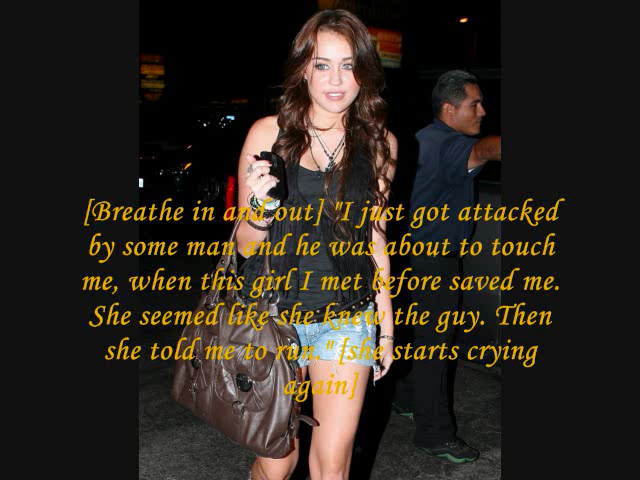 [Breathe in and out] "I just got attacked
by some man and he was about to touch
me, when this girl I met before saved me.
She seemed like she knew the guy. Then
she told me to run." [she starts crying
again]